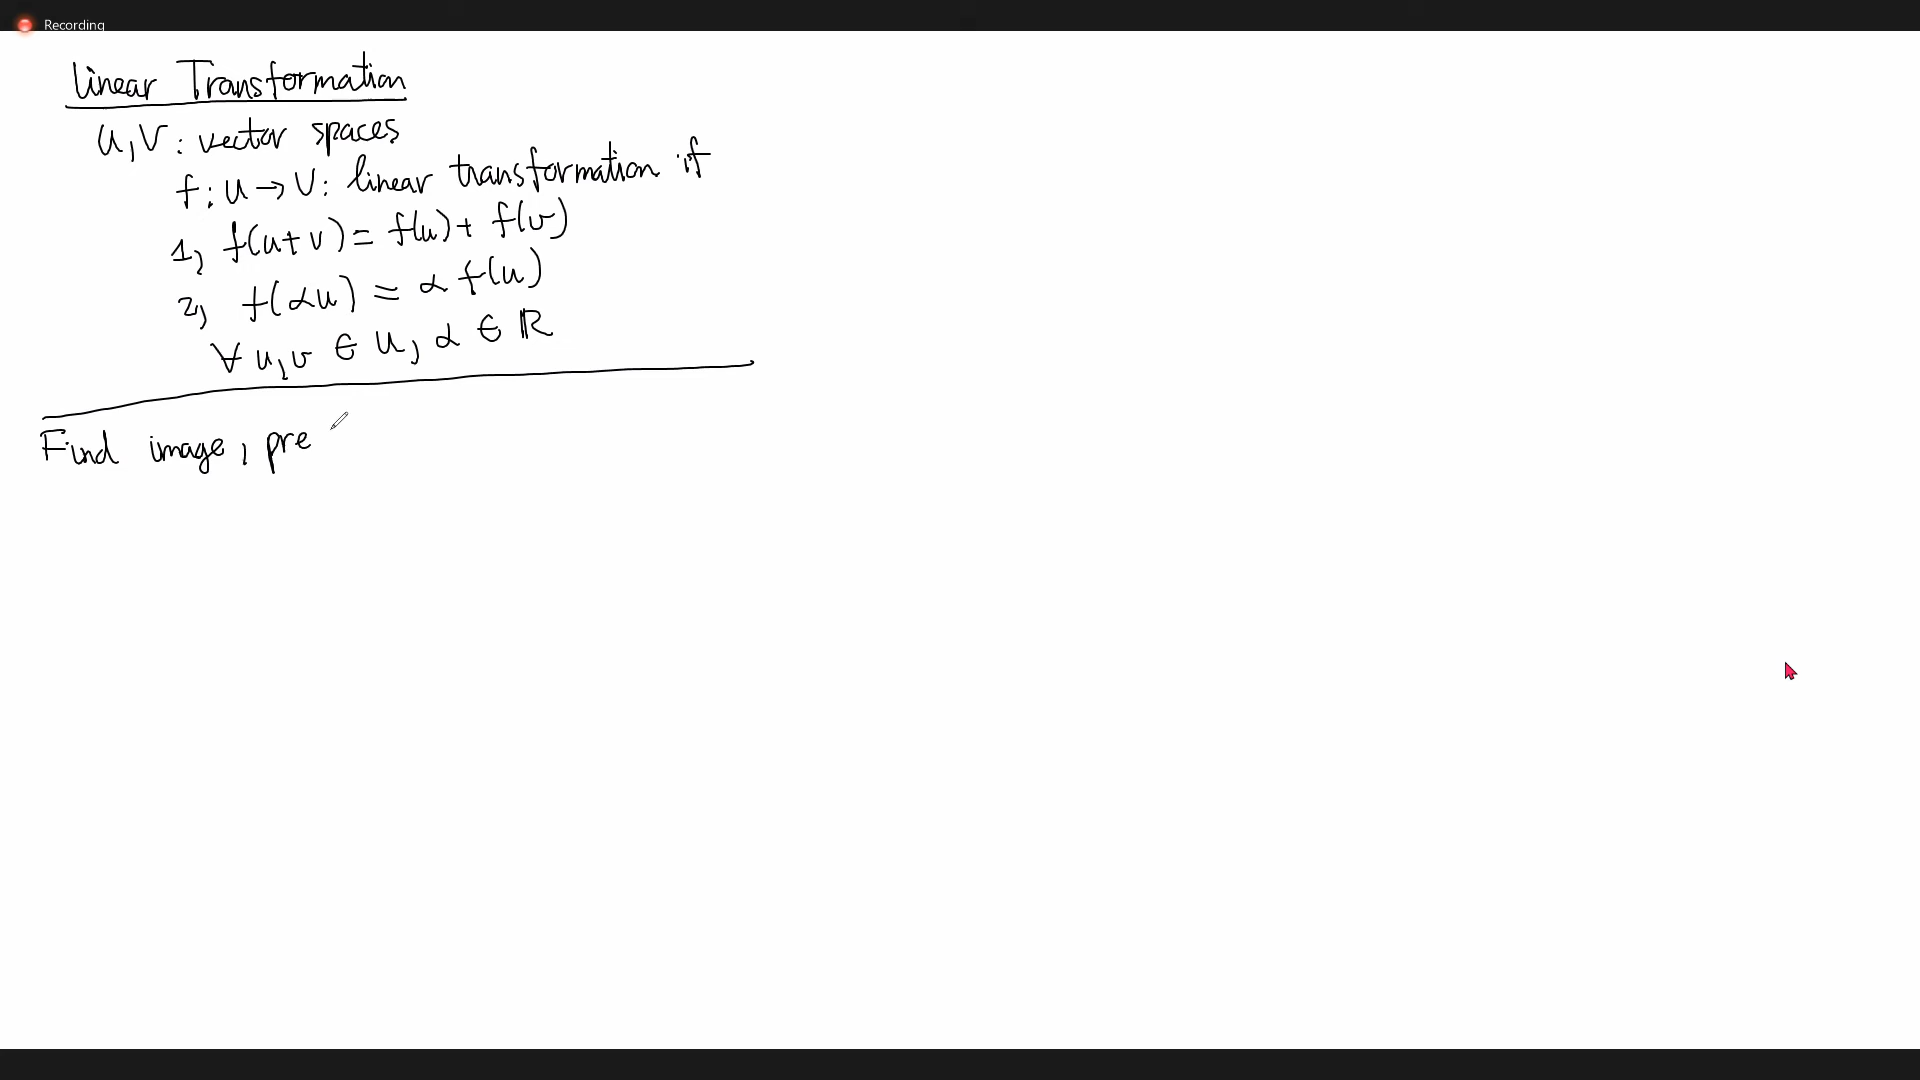 Recording
Linear Transformation
U, V : vector spaces
f : U → V : linear transformation if
1, f(u+v) = f(u) + f(v)
2, f(αu) = α f(u)
∀ u, v ∈ U, α ∈ ℝ
Find image, pre